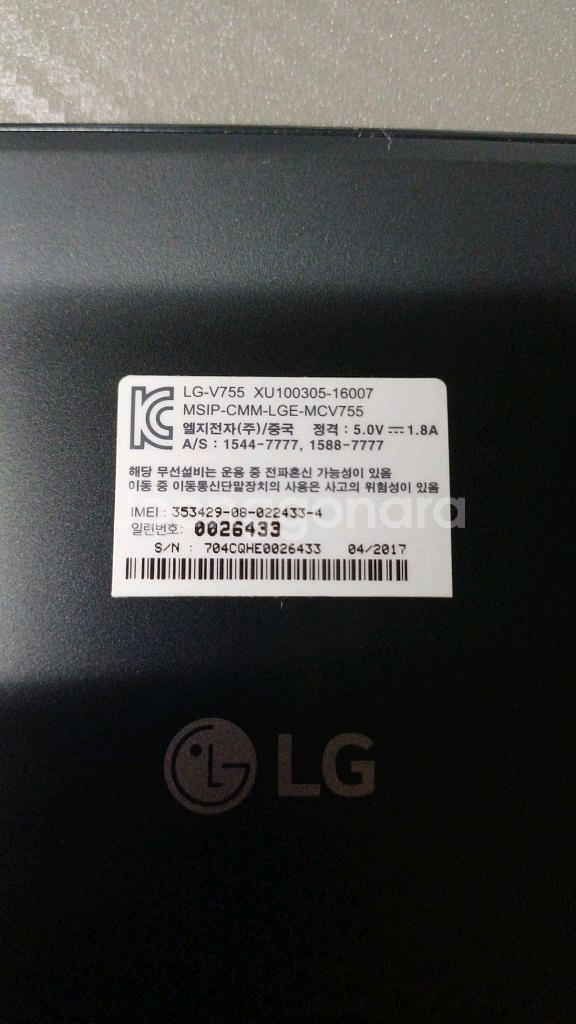 LG-V755 XU100305-16007
MSIP-CMM-LGE-MCV755
엘지전자(주)/중국 정격 : 5.0V ⎓ 1.8A
A/S : 1544-7777, 1588-7777
해당 무선설비는 운용 중 전파혼신 가능성이 있음
이동 중 이동통신단말장치의 사용은 사고의 위험성이 있음
IMEI : 353429-08-022433-4
일련번호: 0026433
S/N : 704CQHE0026433 04/2017
LG